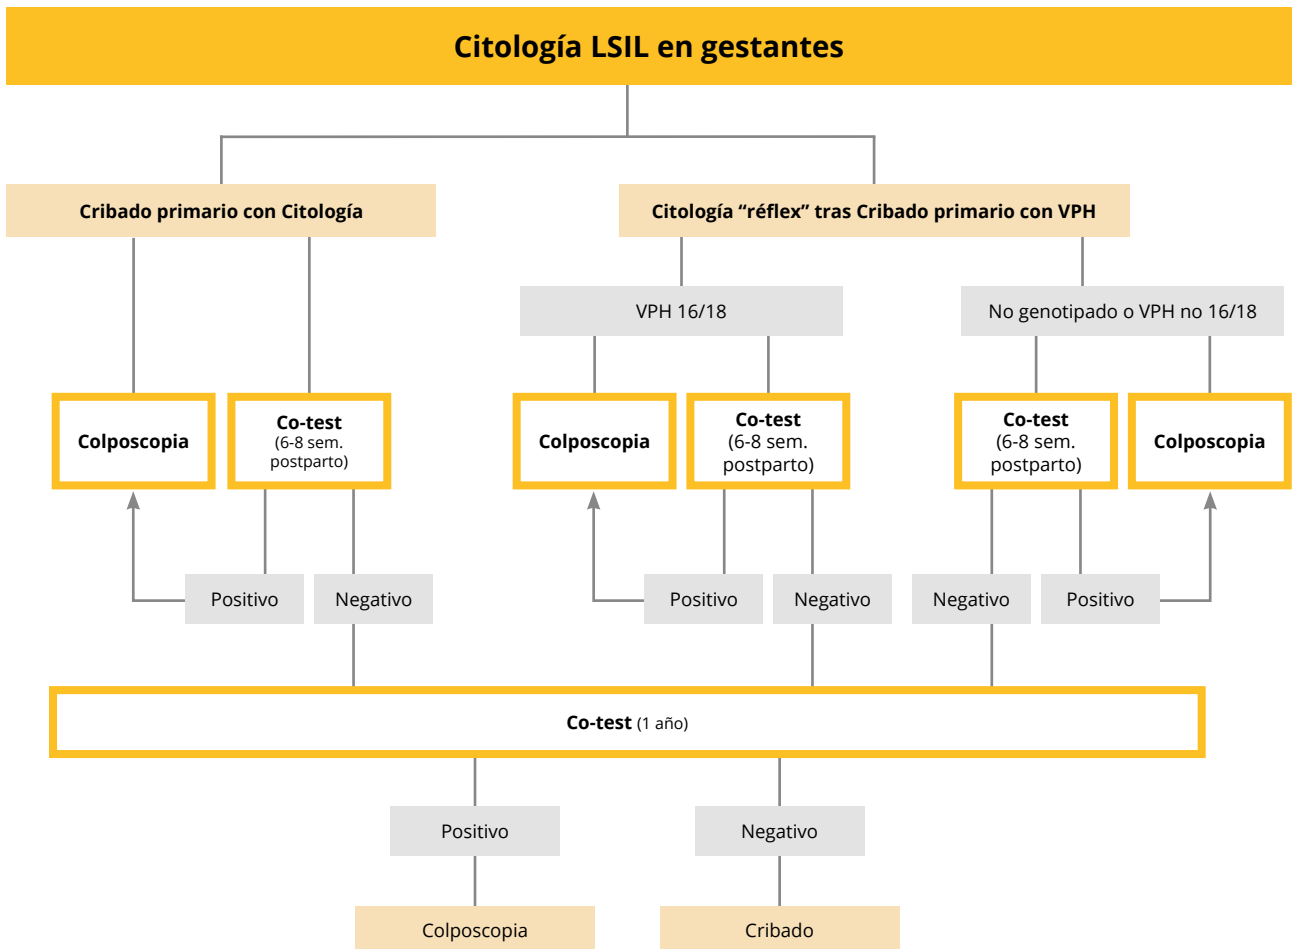 Citología LSIL en gestantes
Cribado primario con Citología
Citología “réflex” tras Cribado primario con VPH
VPH 16/18
No genotipado o VPH no 16/18
Colposcopia
Co-test
(6-8 sem.
postparto)
Colposcopia
Co-test
(6-8 sem.
postparto)
Co-test
(6-8 sem.
postparto)
Colposcopia
Positivo
Negativo
Positivo
Negativo
Negativo
Positivo
Co-test (1 año)
Positivo
Negativo
Colposcopia
Cribado